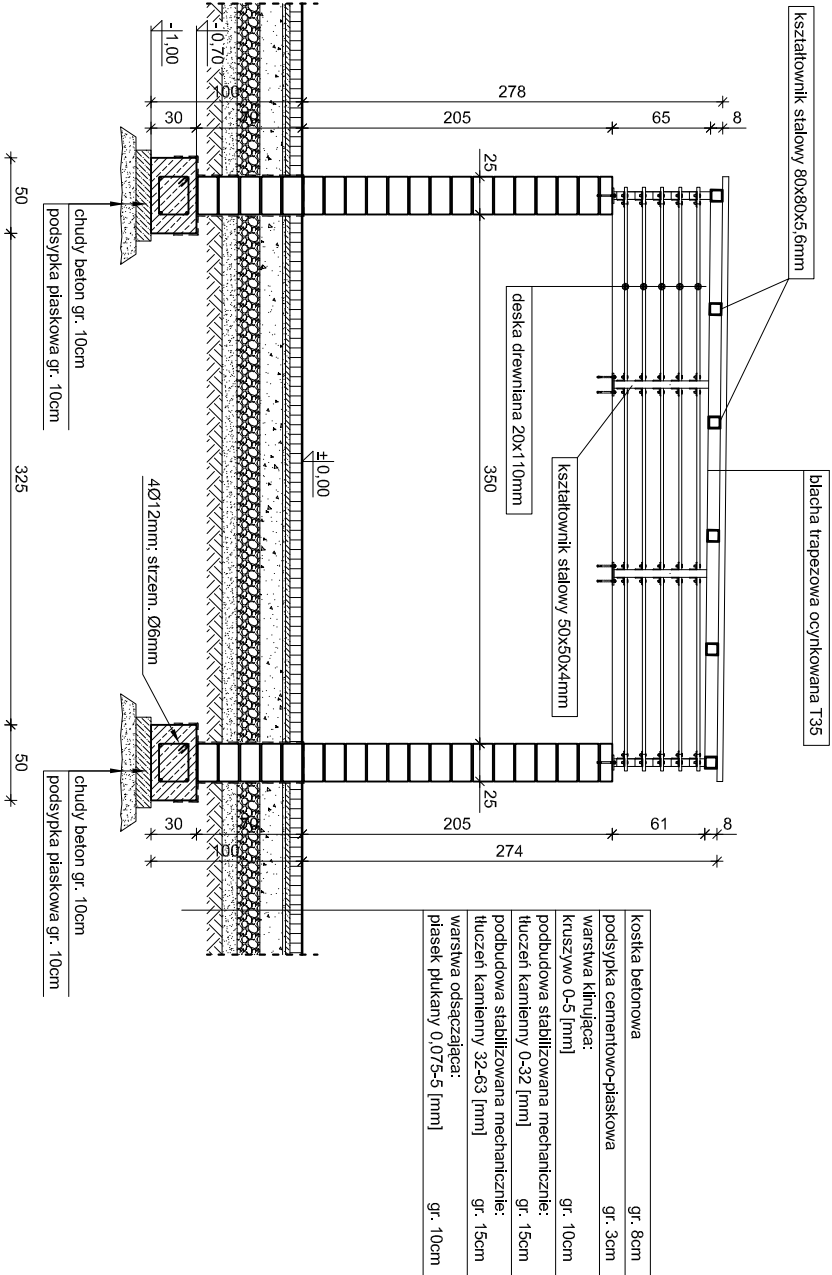 kształtownik stalowy 80x80x5,6mm
blacha trapezowa ocynkowana T35
deska drewniana 20x110mm
kształtownik stalowy 50x50x4mm
8
65
205
278
70
100
30
-0,70
-1,00
25
350
25
±0,00
8
61
205
274
70
100
30
4Ø12mm; strzem. Ø6mm
chudy beton gr. 10cm
podsypka piaskowa gr. 10cm
chudy beton gr. 10cm
podsypka piaskowa gr. 10cm
50
325
50
kostka betonowa gr. 8cm
podsypka cementowo-piaskowa gr. 3cm
warstwa klinująca:
kruszywo 0-5 [mm] gr. 10cm
podbudowa stabilizowana mechanicznie:
tłuczeń kamienny 0-32 [mm] gr. 15cm
podbudowa stabilizowana mechanicznie:
tłuczeń kamienny 32-63 [mm] gr. 15cm
warstwa odsączająca:
piasek płukany 0,075-5 [mm] gr. 10cm